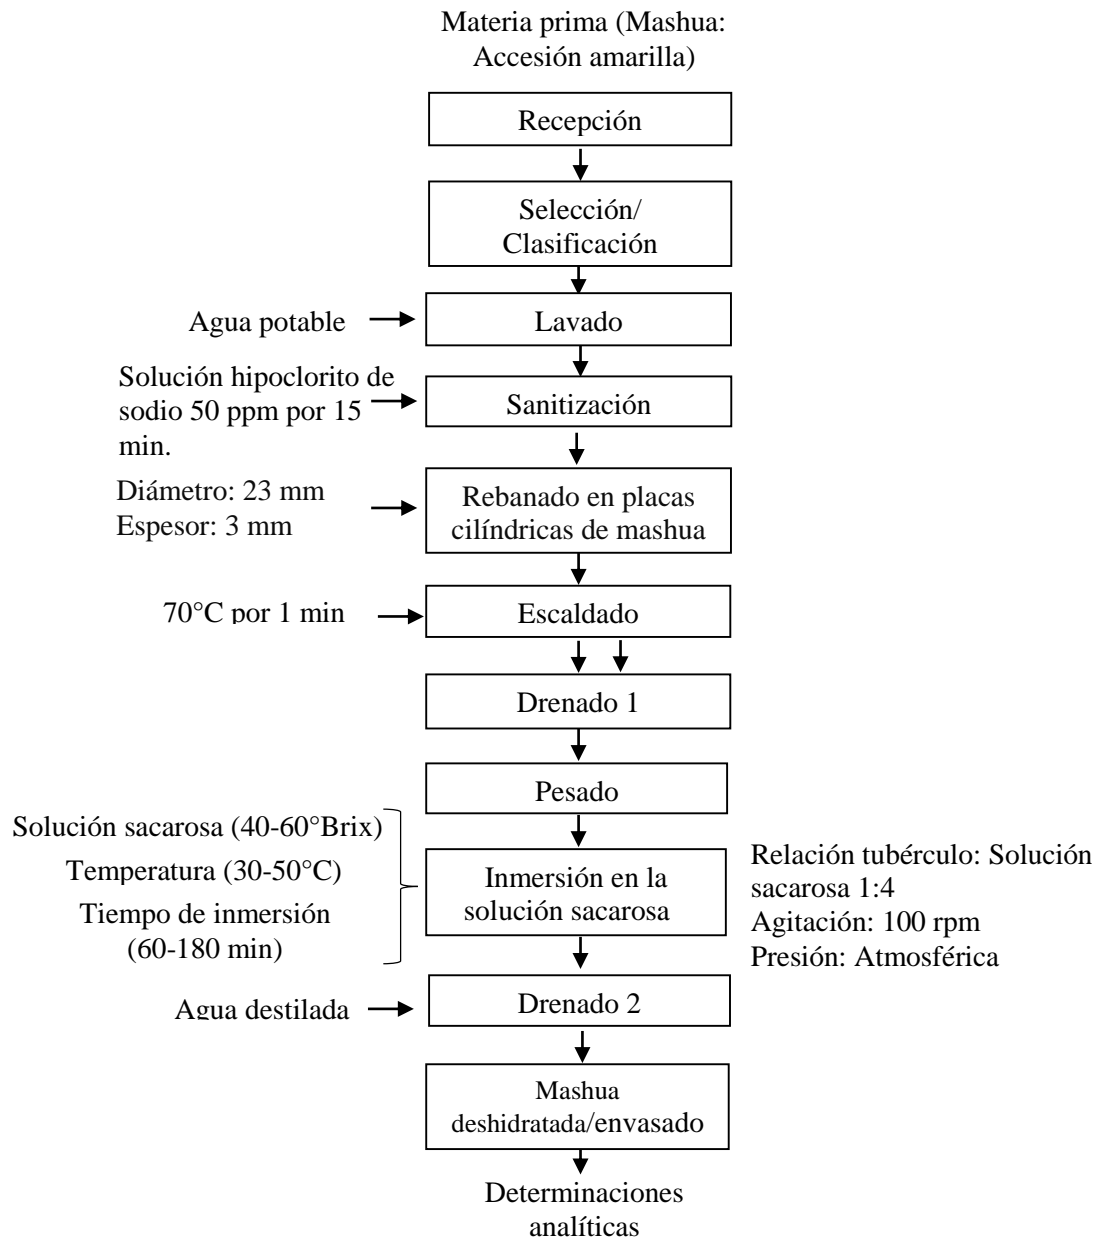 Materia prima (Mashua:
Accesión amarilla)
Recepción
Selección/
Clasificación
Agua potable
Lavado
Solución hipoclorito de
sodio 50 ppm por 15
min.
Sanitización
Diámetro: 23 mm
Espesor: 3 mm
Rebanado en placas
cilíndricas de mashua
70°C por 1 min
Escaldado
Drenado 1
Pesado
Solución sacarosa (40-60°Brix)
Temperatura (30-50°C)
Tiempo de inmersión
(60-180 min)
Inmersión en la
solución sacarosa
Relación tubérculo: Solución
sacarosa 1:4
Agitación: 100 rpm
Presión: Atmosférica
Agua destilada
Drenado 2
Mashua
deshidratada/envasado
Determinaciones
analíticas